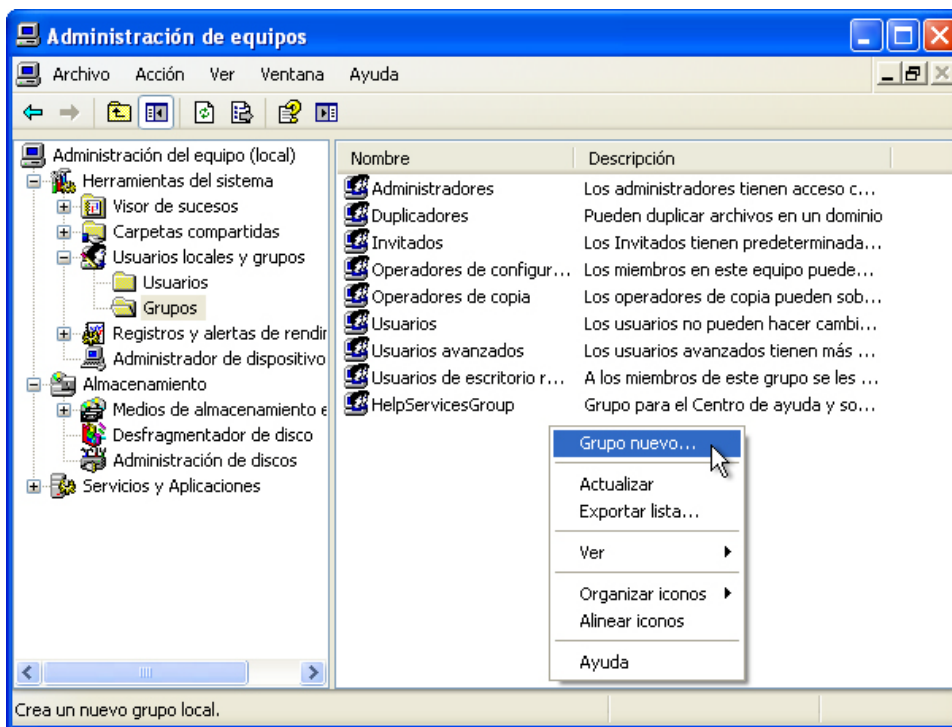 Administración de equipos
Archivo Acción Ver Ventana Ayuda
Administración del equipo (local)
Herramientas del sistema
Visor de sucesos
Carpetas compartidas
Usuarios locales y grupos
Usuarios
Grupos
Registros y alertas de rendir
Administrador de dispositivo
Almacenamiento
Medios de almacenamiento e
Desfragmentador de disco
Administración de discos
Servicios y Aplicaciones
Nombre Descripción
Administradores Los administradores tienen acceso c...
Duplicadores Pueden duplicar archivos en un dominio
Invitados Los Invitados tienen predeterminada...
Operadores de configur... Los miembros en este equipo puede...
Operadores de copia Los operadores de copia pueden sob...
Usuarios Los usuarios no pueden hacer cambi...
Usuarios avanzados Los usuarios avanzados tienen más ...
Usuarios de escritorio r... A los miembros de este grupo se les ...
HelpServicesGroup Grupo para el Centro de ayuda y so...
Grupo nuevo...
Actualizar
Exportar lista...
Ver
Organizar iconos
Alinear iconos
Ayuda
Crea un nuevo grupo local.